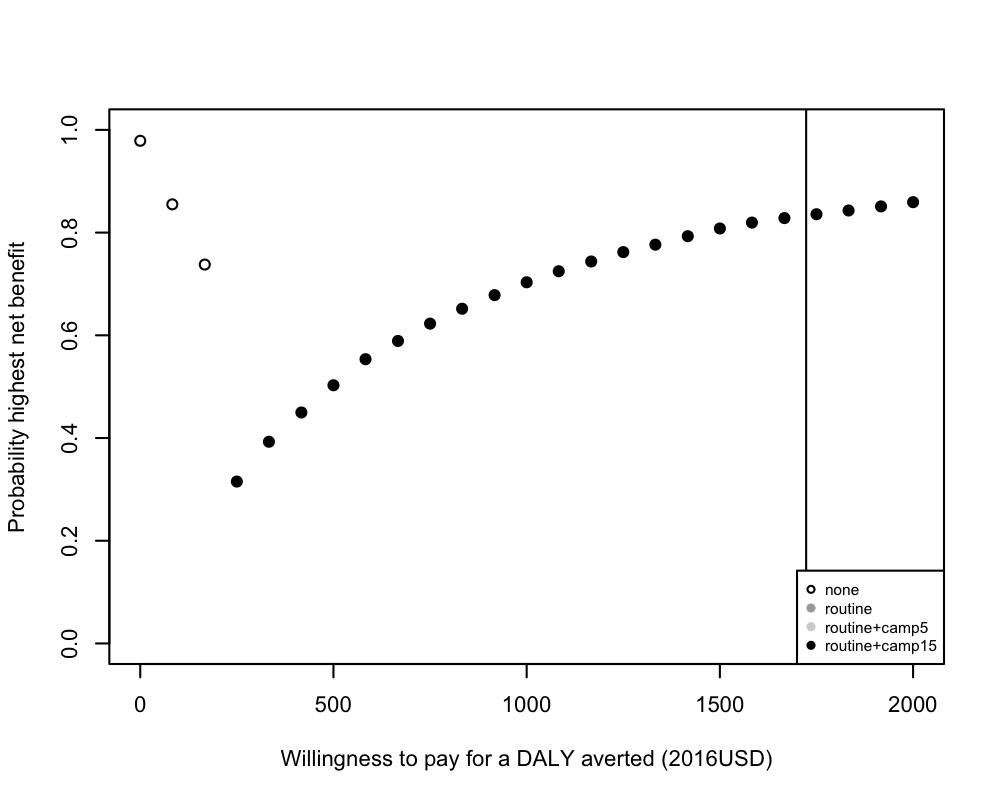 Probability highest net benefit
1.0
0.8
0.6
0.4
0.2
0.0
none
routine
routine+camp5
routine+camp15
0 500 1000 1500 2000
Willingness to pay for a DALY averted (2016USD)